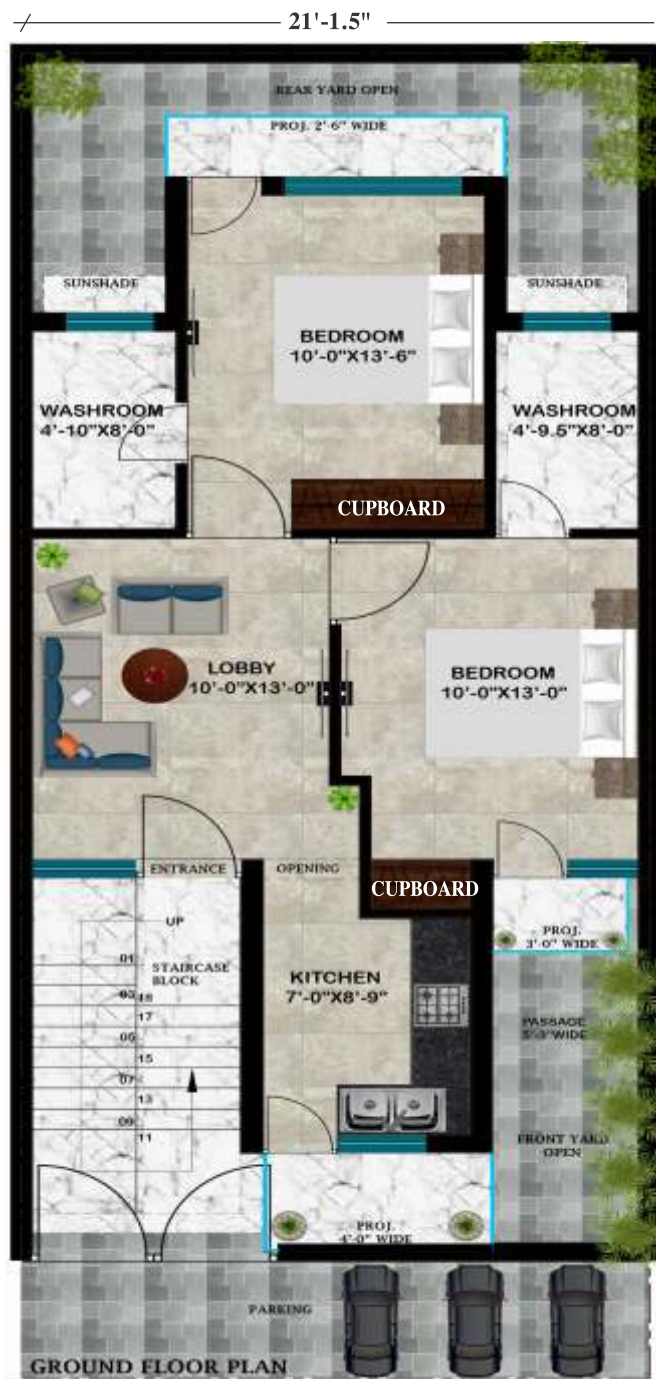 21'-1.5"
REAR YARD OPEN
PROJ. 2'-6" WIDE
SUNSHADE
SUNSHADE
BEDROOM
10'-0"X13'-6"
WASHROOM
4'-10"X8'-0"
WASHROOM
4'-9.5"X8'-0"
CUPBOARD
LOBBY
10'-0"X13'-0"
BEDROOM
10'-0"X13'-0"
ENTRANCE
OPENING
CUPBOARD
UP
STAIRCASE
BLOCK
01
03
18
17
05
15
07
13
09
11
KITCHEN
7'-0"X8'-9"
PROJ.
3'-0" WIDE
PASSAGE
5'-3"WIDE
FRONT YARD
OPEN
PROJ.
4'-0" WIDE
PARKING
GROUND FLOOR PLAN